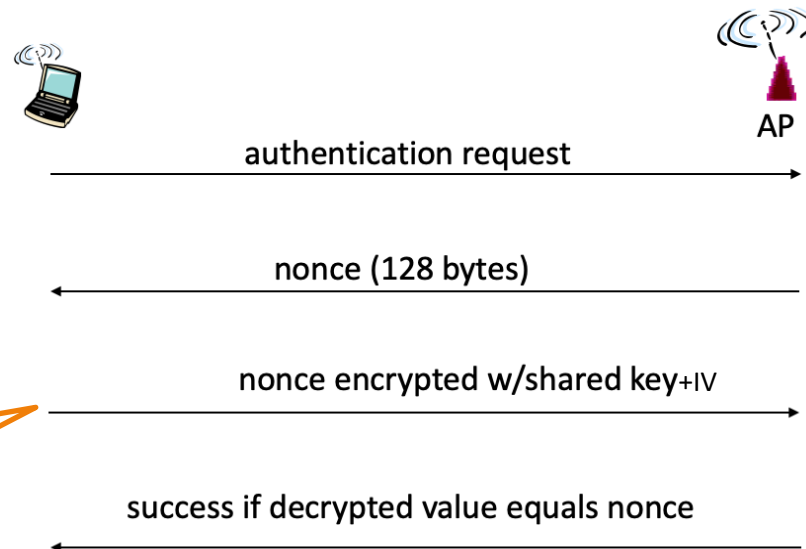 AP
authentication request
nonce (128 bytes)
nonce encrypted w/shared key+IV
success if decrypted value equals nonce